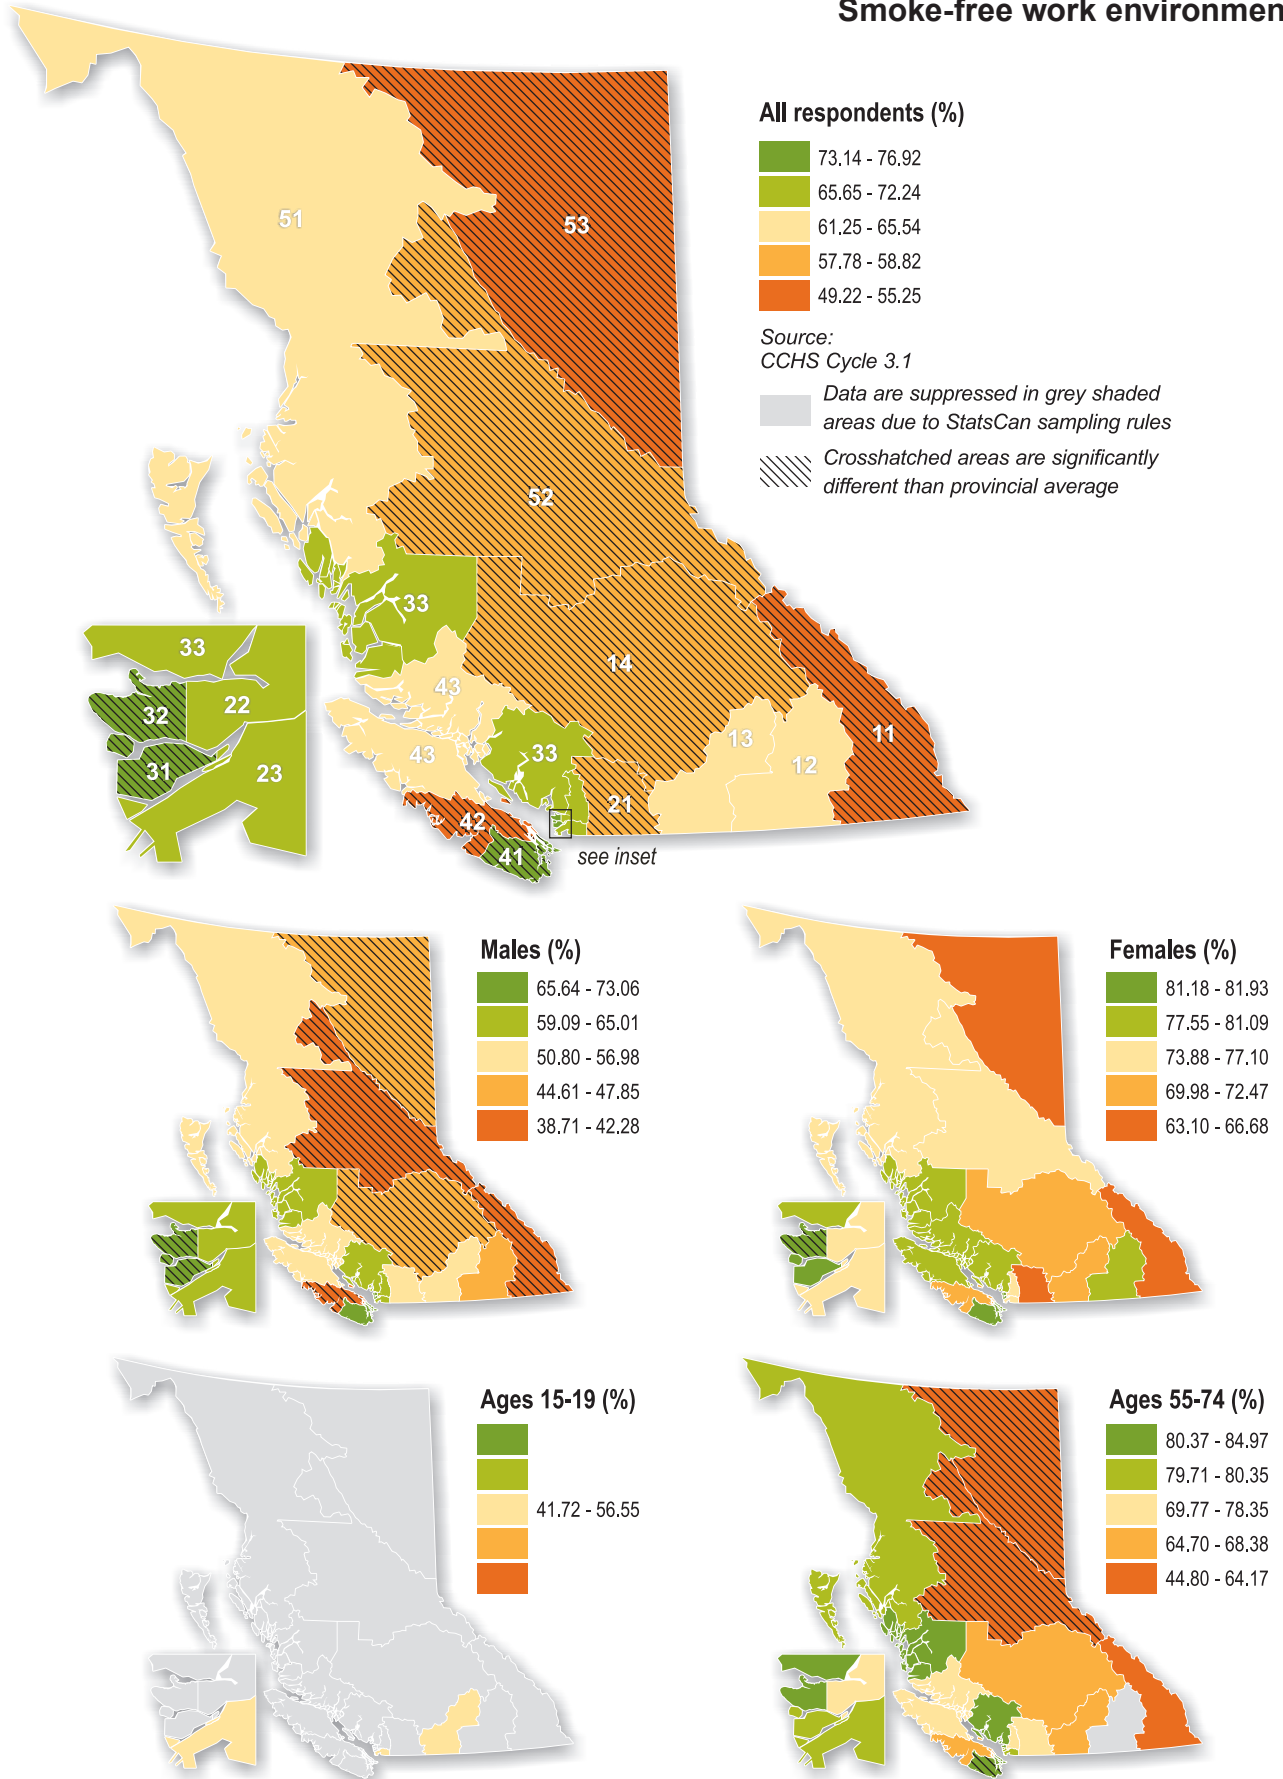 Smoke-free work environmen
All respondents (%)
73.14 - 76.92
65.65 - 72.24
61.25 - 65.54
57.78 - 58.82
49.22 - 55.25
Source:
CCHS Cycle 3.1
Data are suppressed in grey shaded
areas due to StatsCan sampling rules
Crosshatched areas are significantly
different than provincial average
51
53
52
33
14
43
43
33
13
12
11
21
42
41
see inset
33
32
22
31
23
Males (%)
65.64 - 73.06
59.09 - 65.01
50.80 - 56.98
44.61 - 47.85
38.71 - 42.28
Females (%)
81.18 - 81.93
77.55 - 81.09
73.88 - 77.10
69.98 - 72.47
63.10 - 66.68
Ages 15-19 (%)
41.72 - 56.55
Ages 55-74 (%)
80.37 - 84.97
79.71 - 80.35
69.77 - 78.35
64.70 - 68.38
44.80 - 64.17